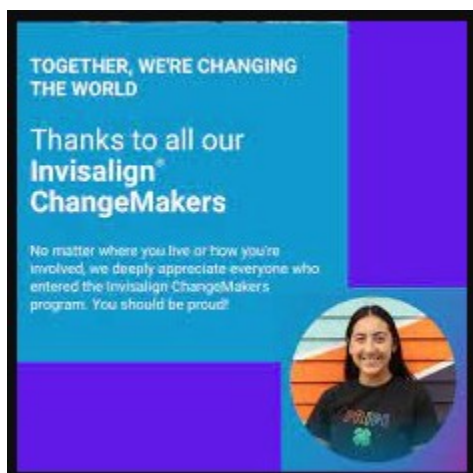 TOGETHER, WE'RE CHANGING
THE WORLD
Thanks to all our
Invisalign®
ChangeMakers
No matter where you live or how you're
involved, we deeply appreciate everyone who
entered the Invisalign ChangeMakers
program. You should be proud!
PRIDE